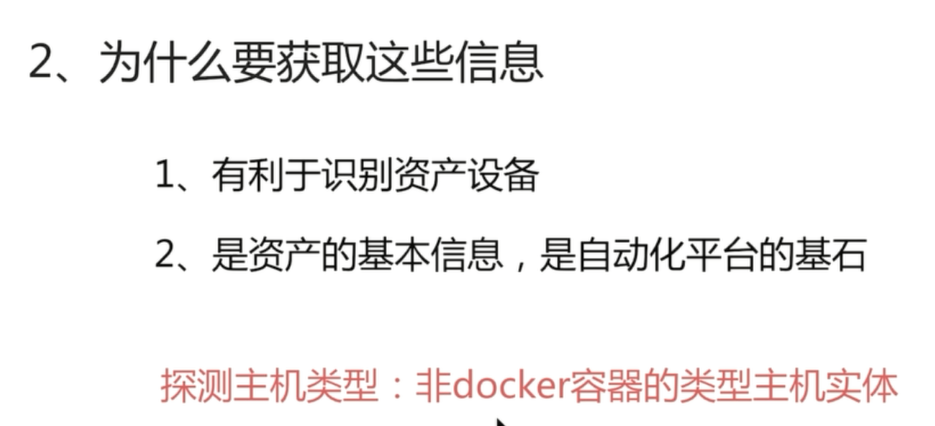 2、为什么要获取这些信息
1、有利于识别资产设备
2、是资产的基本信息，是自动化平台的基石
探测主机类型：非docker容器的类型主机实体